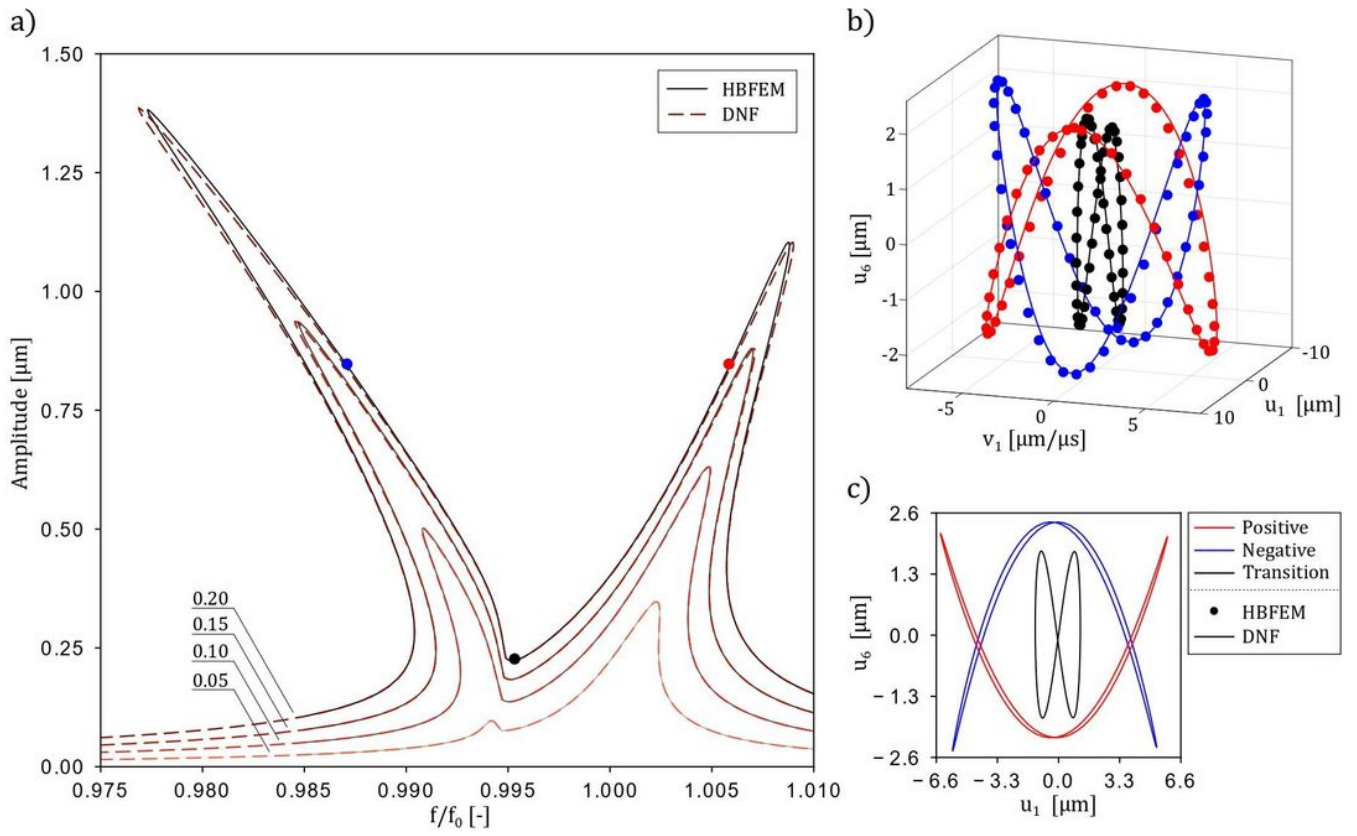 a)
1.50
1.25
1.00
0.75
0.50
0.25
0.00
Amplitude [μm]
HBFEM
DNF
0.20
0.15
0.10
0.05
0.975
0.980
0.985
0.990
0.995
1.000
1.005
1.010
f/f₀ [-]
b)
2
1
0
-1
-2
u₆ [μm]
-5
0
5
v₁ [μm/μs]
10
0
-10
u₁ [μm]
c)
2.6
1.3
0.0
−1.3
−2.6
u₆ [μm]
−6.6
−3.3
0.0
3.3
6.6
u₁ [μm]
Positive
Negative
Transition
HBFEM
DNF